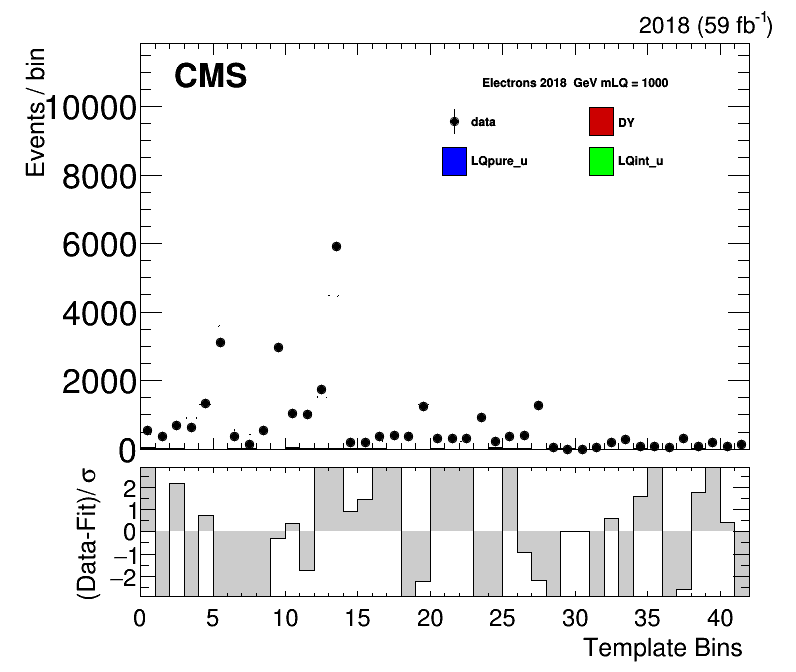 2018 (59 fb-1)
CMS
Electrons 2018 GeV mLQ = 1000
data
DY
LQpure_u
LQint_u
Events / bin
10000
8000
6000
4000
2000
0
(Data-Fit)/ σ
2
1
0
−1
−2
0 5 10 15 20 25 30 35 40
Template Bins